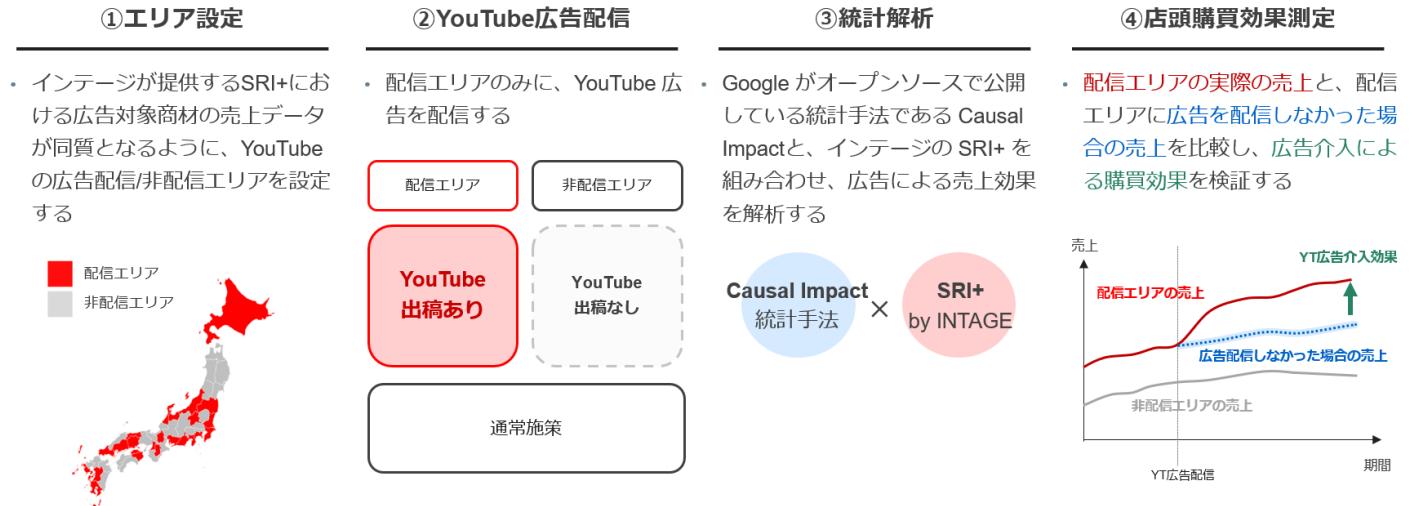 ①エリア設定
・ インテージが提供するSRI+にお
ける広告対象商材の売上データ
が同質となるように、YouTube
の広告配信/非配信エリアを設定
する
配信エリア
非配信エリア
②YouTube広告配信
・ 配信エリアのみに、YouTube 広
告を配信する
配信エリア
非配信エリア
YouTube
出稿あり
YouTube
出稿なし
通常施策
③統計解析
・ Google がオープンソースで公開
している統計手法である Causal
Impactと、インテージの SRI+ を
組み合わせ、広告による売上効果
を解析する
Causal Impact
統計手法
×
SRI+
by INTAGE
④店頭購買効果測定
・ 配信エリアの実際の売上と、配信
エリアに広告を配信しなかった場
合の売上を比較し、広告介入によ
る購買効果を検証する
売上
YT広告介入効果
配信エリアの売上
広告配信しなかった場合の売上
非配信エリアの売上
期間
YT広告配信